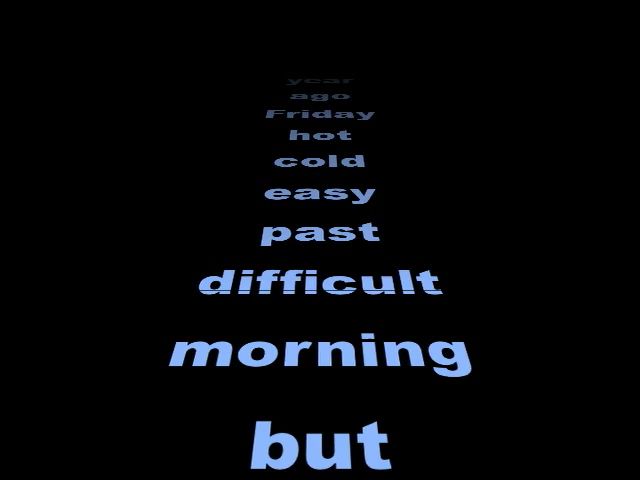 year
ago
Friday
hot
cold
easy
past
difficult
morning
but